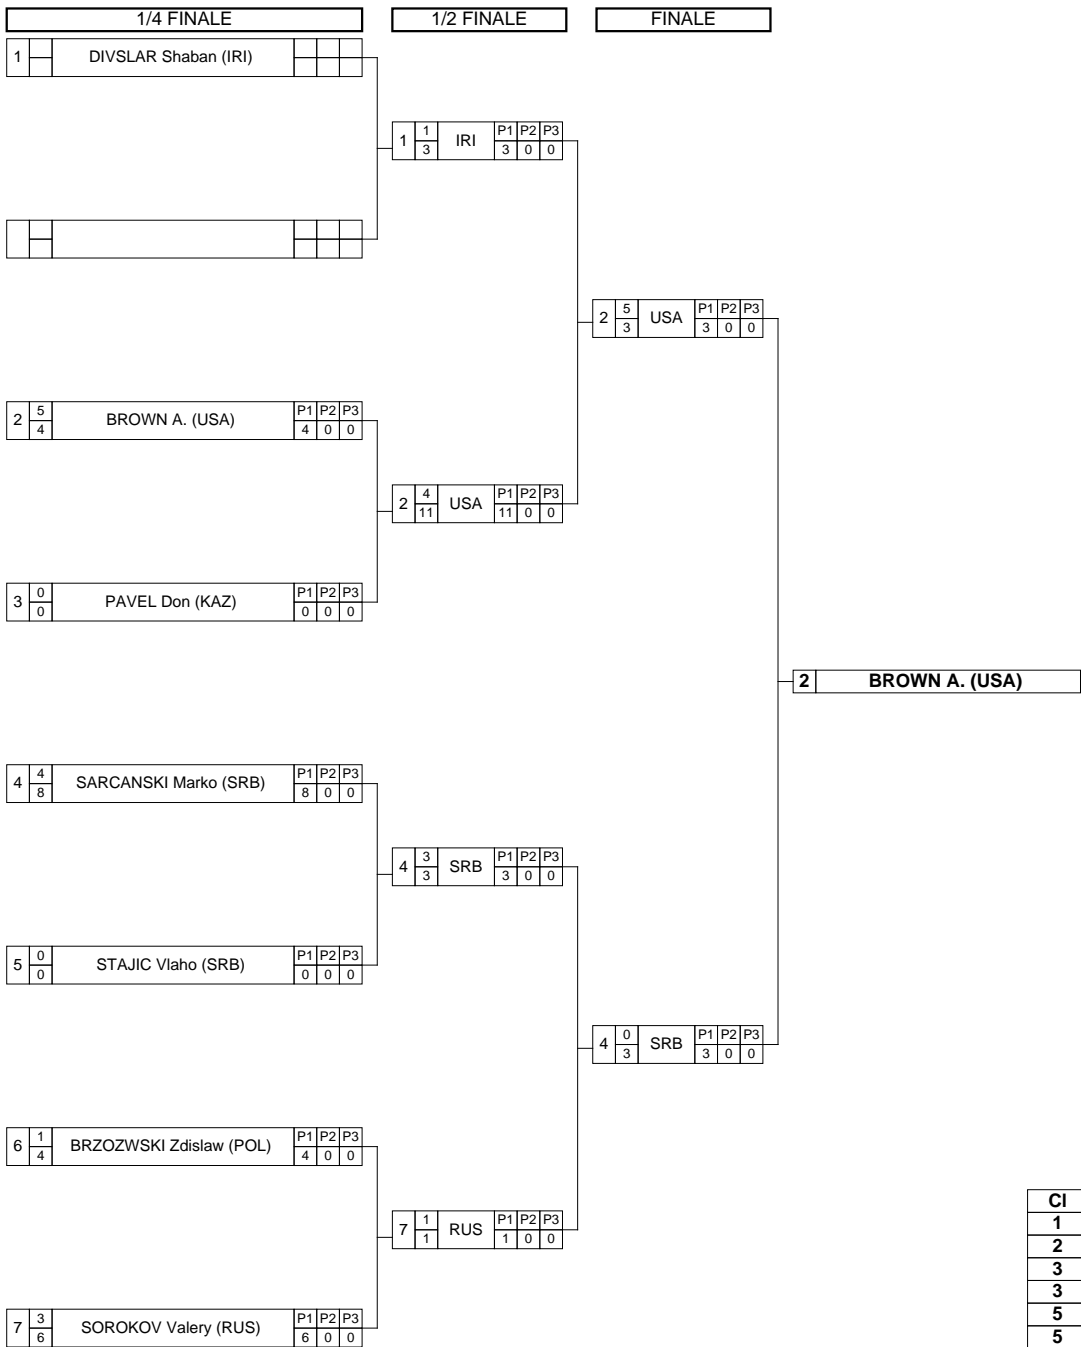 1/4 FINALE 1/2 FINALE FINALE
1 DIVSLAR Shaban (IRI)
1 1 IRI P1 P2 P3
3 3 0 0
2 5 USA P1 P2 P3
3 3 0 0
2 5 BROWN A. (USA) P1 P2 P3
4 4 0 0
2 4 USA P1 P2 P3
11 11 0 0
3 0 PAVEL Don (KAZ) P1 P2 P3
0 0 0 0
2 BROWN A. (USA)
4 4 SARCANSKI Marko (SRB) P1 P2 P3
8 8 0 0
4 3 SRB P1 P2 P3
3 3 0 0
5 0 STAJIC Vlaho (SRB) P1 P2 P3
0 0 0 0
4 0 SRB P1 P2 P3
3 3 0 0
6 1 BRZOZWSKI Zdislaw (POL) P1 P2 P3
4 4 0 0
7 1 RUS P1 P2 P3
1 1 0 0
7 3 SOROKOV Valery (RUS) P1 P2 P3
6 6 0 0
Cl
1
2
3
3
5
5